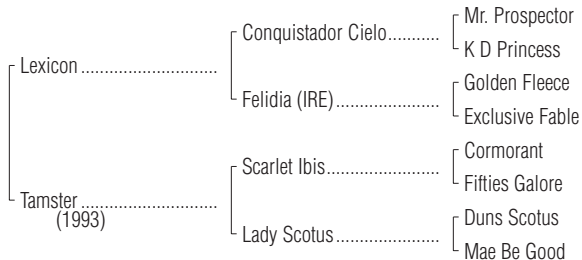 Mr. Prospector
Conquistador Cielo...........
K D Princess
Lexicon ............................
Golden Fleece
Felidia (IRE)......................
Exclusive Fable
Cormorant
Scarlet Ibis........................
Fifties Galore
Tamster ............................
(1993)
Duns Scotus
Lady Scotus......................
Mae Be Good